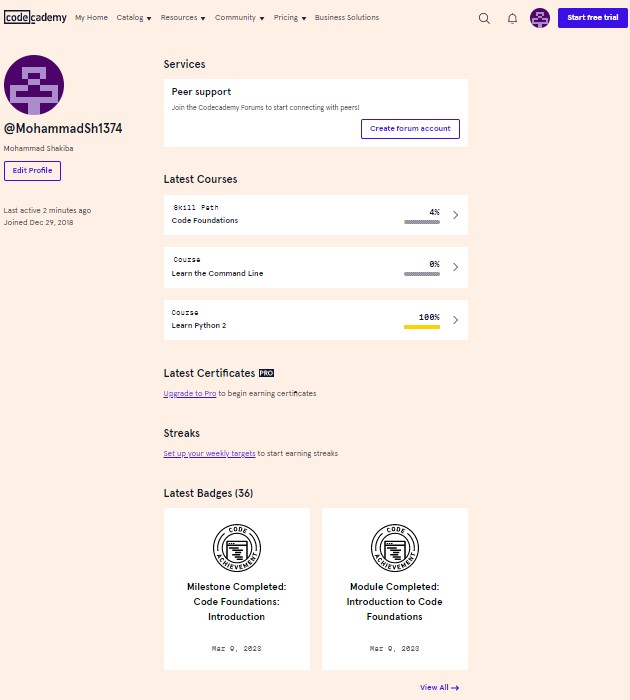 codecademy My Home Catalog Resources Community Pricing Business Solutions Start free trial
@MohammadSh1374
Mohammad Shakiba
Edit Profile
Last active 2 minutes ago
Joined Dec 29, 2018
Services
Peer support
Join the Codecademy Forums to start connecting with peers!
Create forum account
Latest Courses
Skill Path
Code Foundations
4%
Course
Learn the Command Line
0%
Course
Learn Python 2
100%
Latest Certificates PRO
Upgrade to Pro to begin earning certificates
Streaks
Set up your weekly targets to start earning streaks
Latest Badges (36)
CODE
ACHIEVEMENT
Milestone Completed:
Code Foundations:
Introduction
Mar 9, 2023
CODE
ACHIEVEMENT
Module Completed:
Introduction to Code
Foundations
Mar 9, 2023
View All